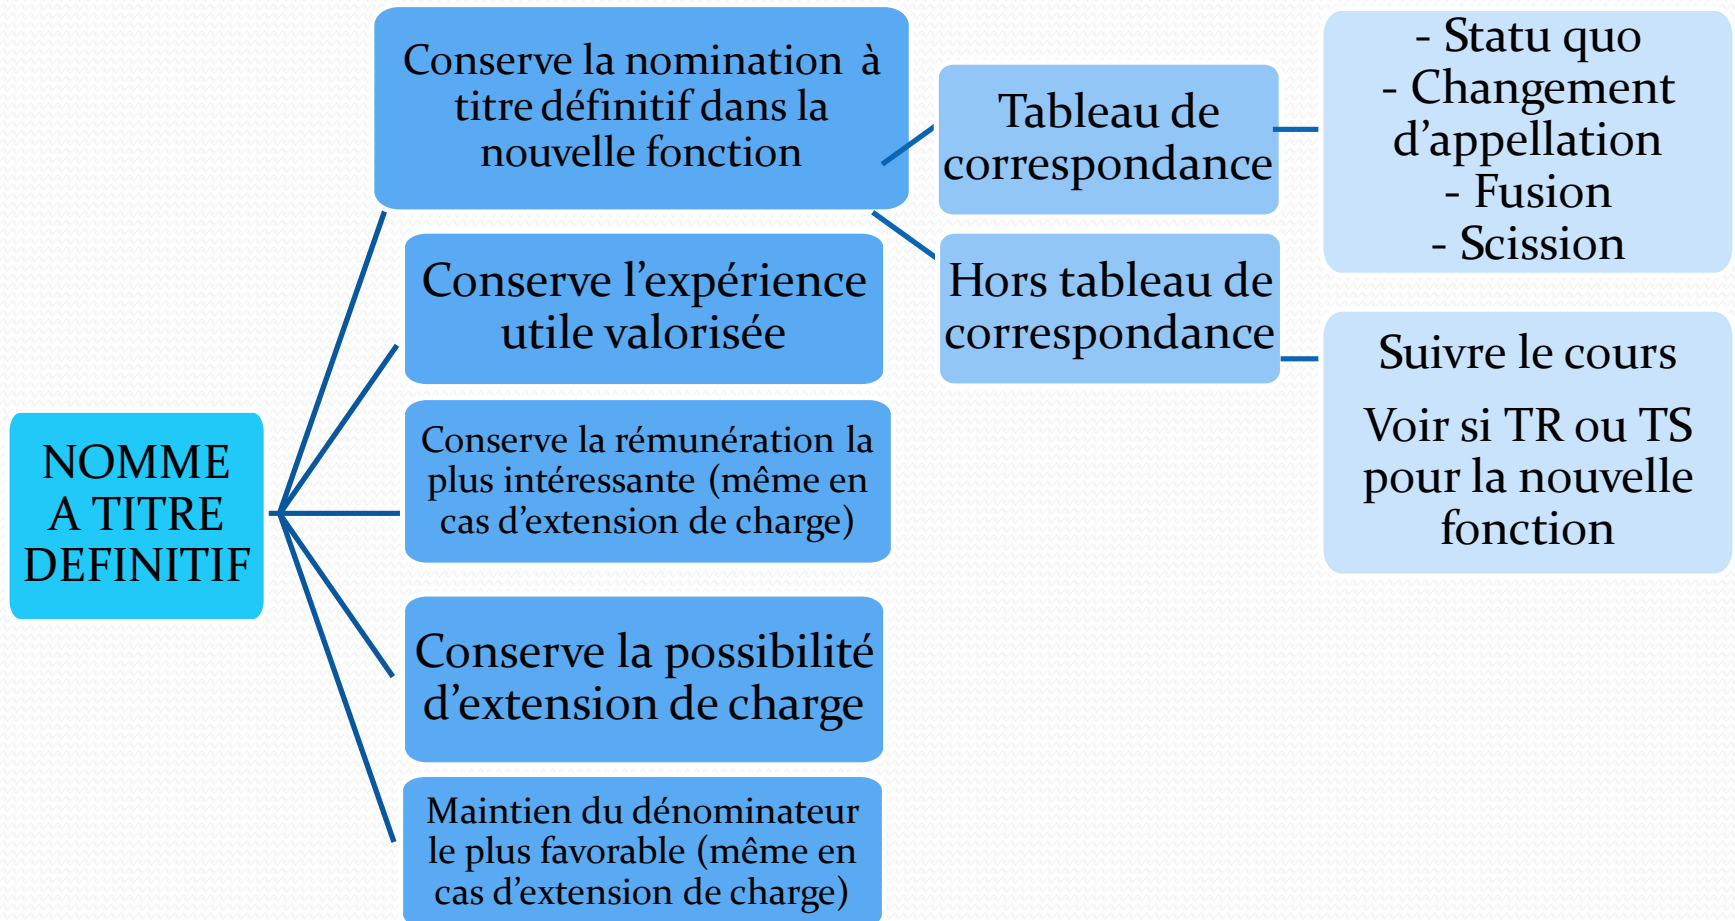 NOMME
A TITRE
DEFINITIF
Conserve la nomination à
titre définitif dans la
nouvelle fonction
Tableau de
correspondance
- Statu quo
- Changement
d’appellation
- Fusion
- Scission
Hors tableau de
correspondance
Suivre le cours
Voir si TR ou TS
pour la nouvelle
fonction
Conserve l’expérience
utile valorisée
Conserve la rémunération la
plus intéressante (même en
cas d’extension de charge)
Conserve la possibilité
d’extension de charge
Maintien du dénominateur
le plus favorable (même en
cas d’extension de charge)